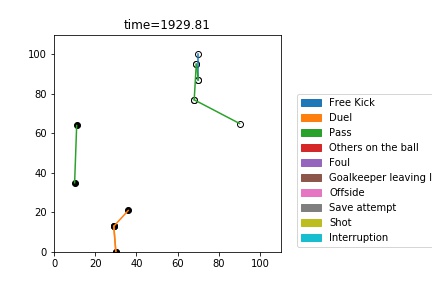 time=1929.81
100
80
60
40
20
0
0 20 40 60 80 100
Free Kick
Duel
Pass
Others on the ball
Foul
Goalkeeper leaving l
Offside
Save attempt
Shot
Interruption